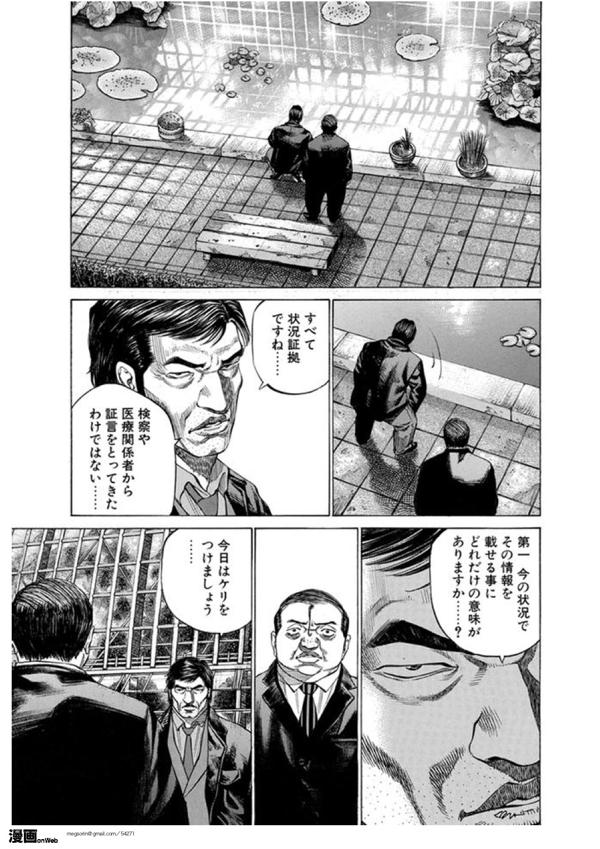 すべて
状況証拠
ですね……
検察や
医療関係者から
証言をとってきた
わけではない……
第一 今の状況で
その情報を
載せる事に
どれだけの意味が
ありますか……？
今日はケリを
つけましょう
……
漫画onWeb
megaorin@gmail.com/54271